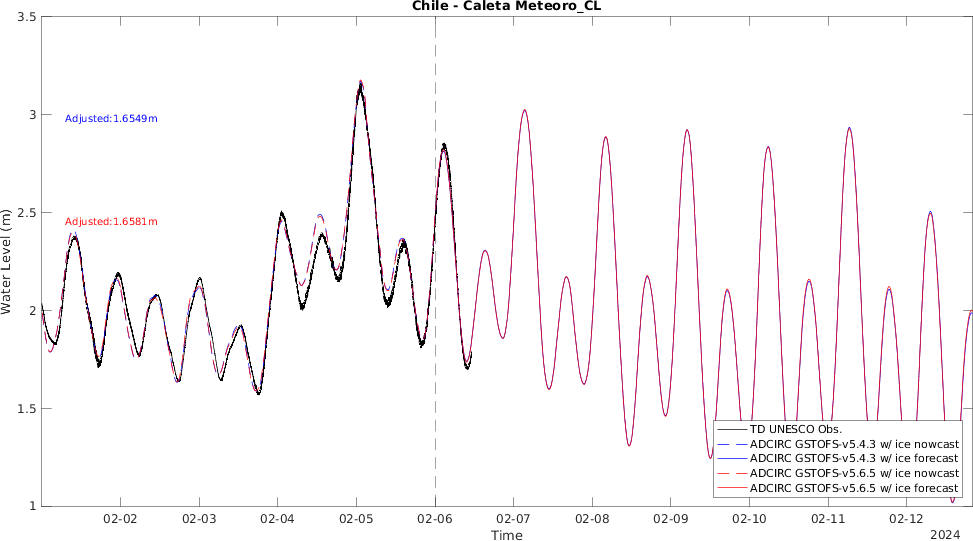 Chile - Caleta Meteoro_CL
3.5
3
2.5
2
1.5
1
Water Level (m)
Adjusted:1.6549m
Adjusted:1.6581m
TD UNESCO Obs.
ADCIRC GSTOFS-v5.4.3 w/ ice nowcast
ADCIRC GSTOFS-v5.4.3 w/ ice forecast
ADCIRC GSTOFS-v5.6.5 w/ ice nowcast
ADCIRC GSTOFS-v5.6.5 w/ ice forecast
02-02 02-03 02-04 02-05 02-06 02-07 02-08 02-09 02-10 02-11 02-12
Time
2024